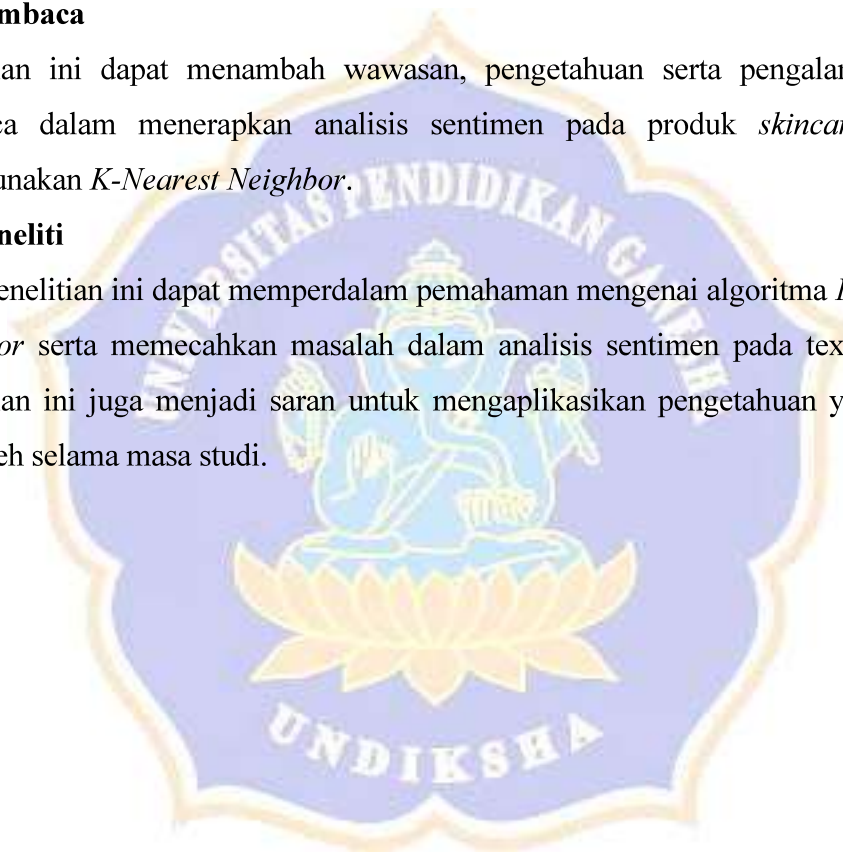 mbaca
an ini dapat menambah wawasan, pengetahuan serta pengalar
ca dalam menerapkan analisis sentimen pada produk skincar
unakan K-Nearest Neighbor.
neliti
enelitian ini dapat memperdalam pemahaman mengenai algoritma
or serta memecahkan masalah dalam analisis sentimen pada tex
an ini juga menjadi saran untuk mengaplikasikan pengetahuan y
eh selama masa studi.
UNIVERSITAS PENDIDIKAN GANESHA
UNDIKSHA